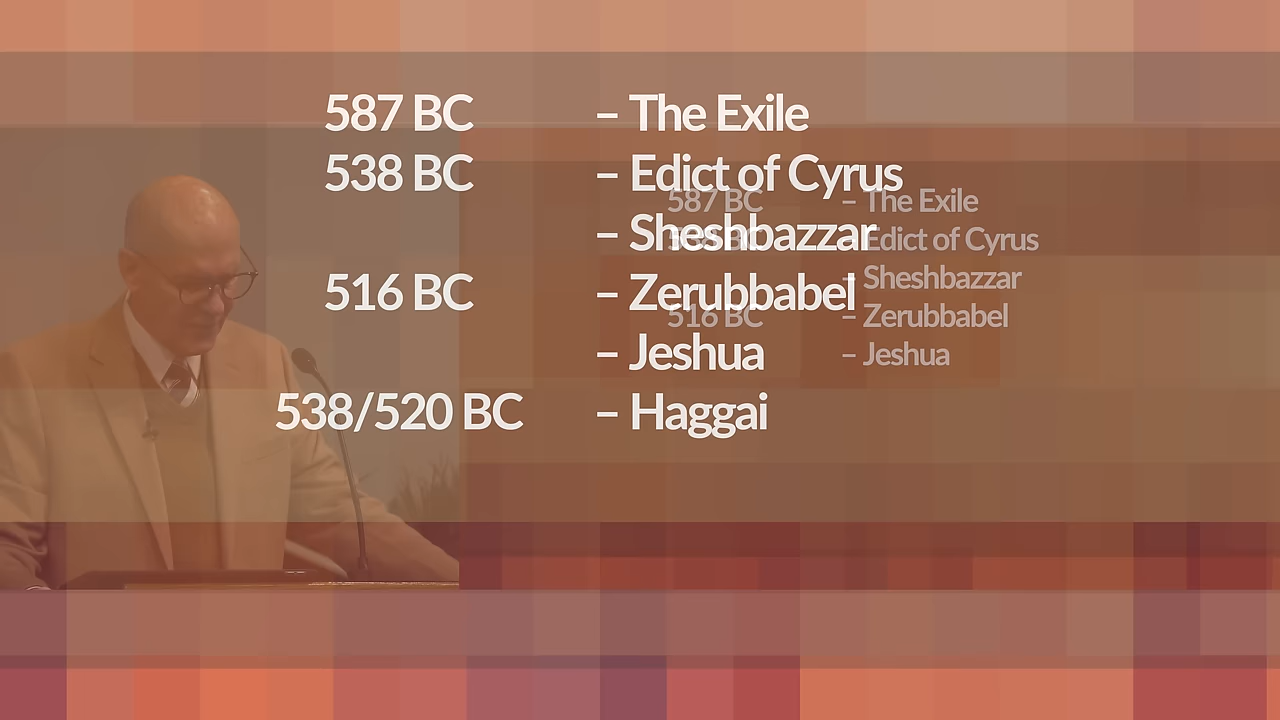 587 BC – The Exile
538 BC – Edict of Cyrus
– Sheshbazzar
516 BC – Zerubbabel
– Jeshua
538/520 BC – Haggai
587 BC – The Exile
Edict of Cyrus
– Sheshbazzar
516 BC – Zerubbabel
– Jeshua